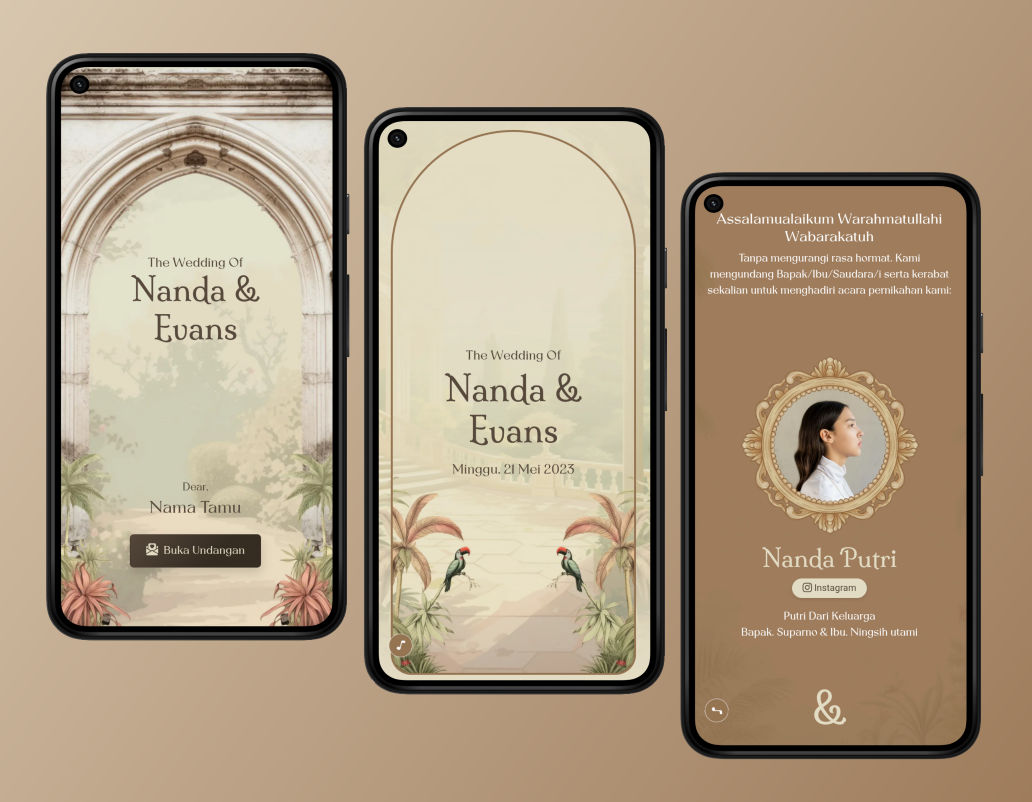 The Wedding Of
Nanda &
Evans
Dear,
Nama Tamu
Buka Undangan
The Wedding Of
Nanda &
Evans
Minggu, 21 Mei 2023
Assalamualaikum Warahmatullahi
Wabarakatuh
Tanpa mengurangi rasa hormat. Kami
mengundang Bapak/Ibu/Saudara/i serta kerabat
sekalian untuk menghadiri acara pernikahan kami:
Nanda Putri
Instagram
Putri Dari Keluarga
Bapak. Suparno & Ibu. Ningsih utami
&